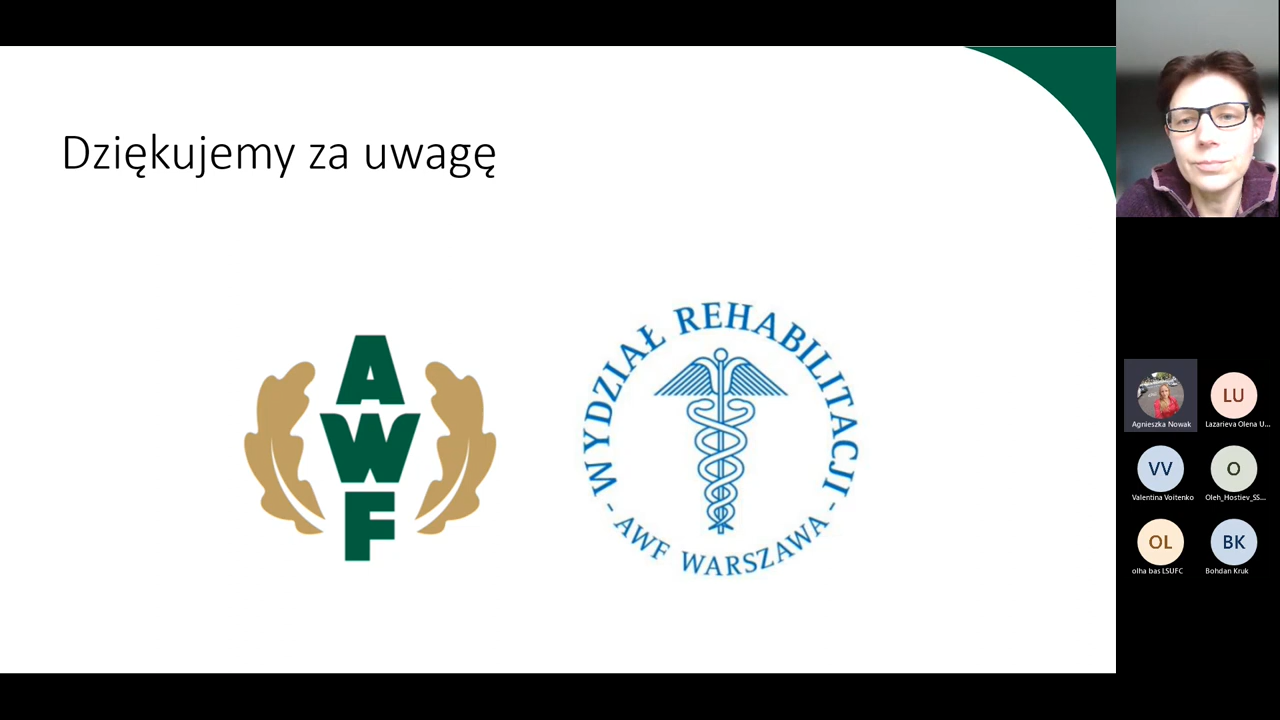 Dziękujemy za uwagę
A
W
F
WYDZIAŁ REHABILITACJI
- AWF WARSZAWA -
Agnieszka Nowak
LU
Lazarieva Olena U...
VV
Valentina Voitenko
O
Oleh_Hostiev_SS...
OL
olha bas LSUFC
BK
Bohdan Kruk